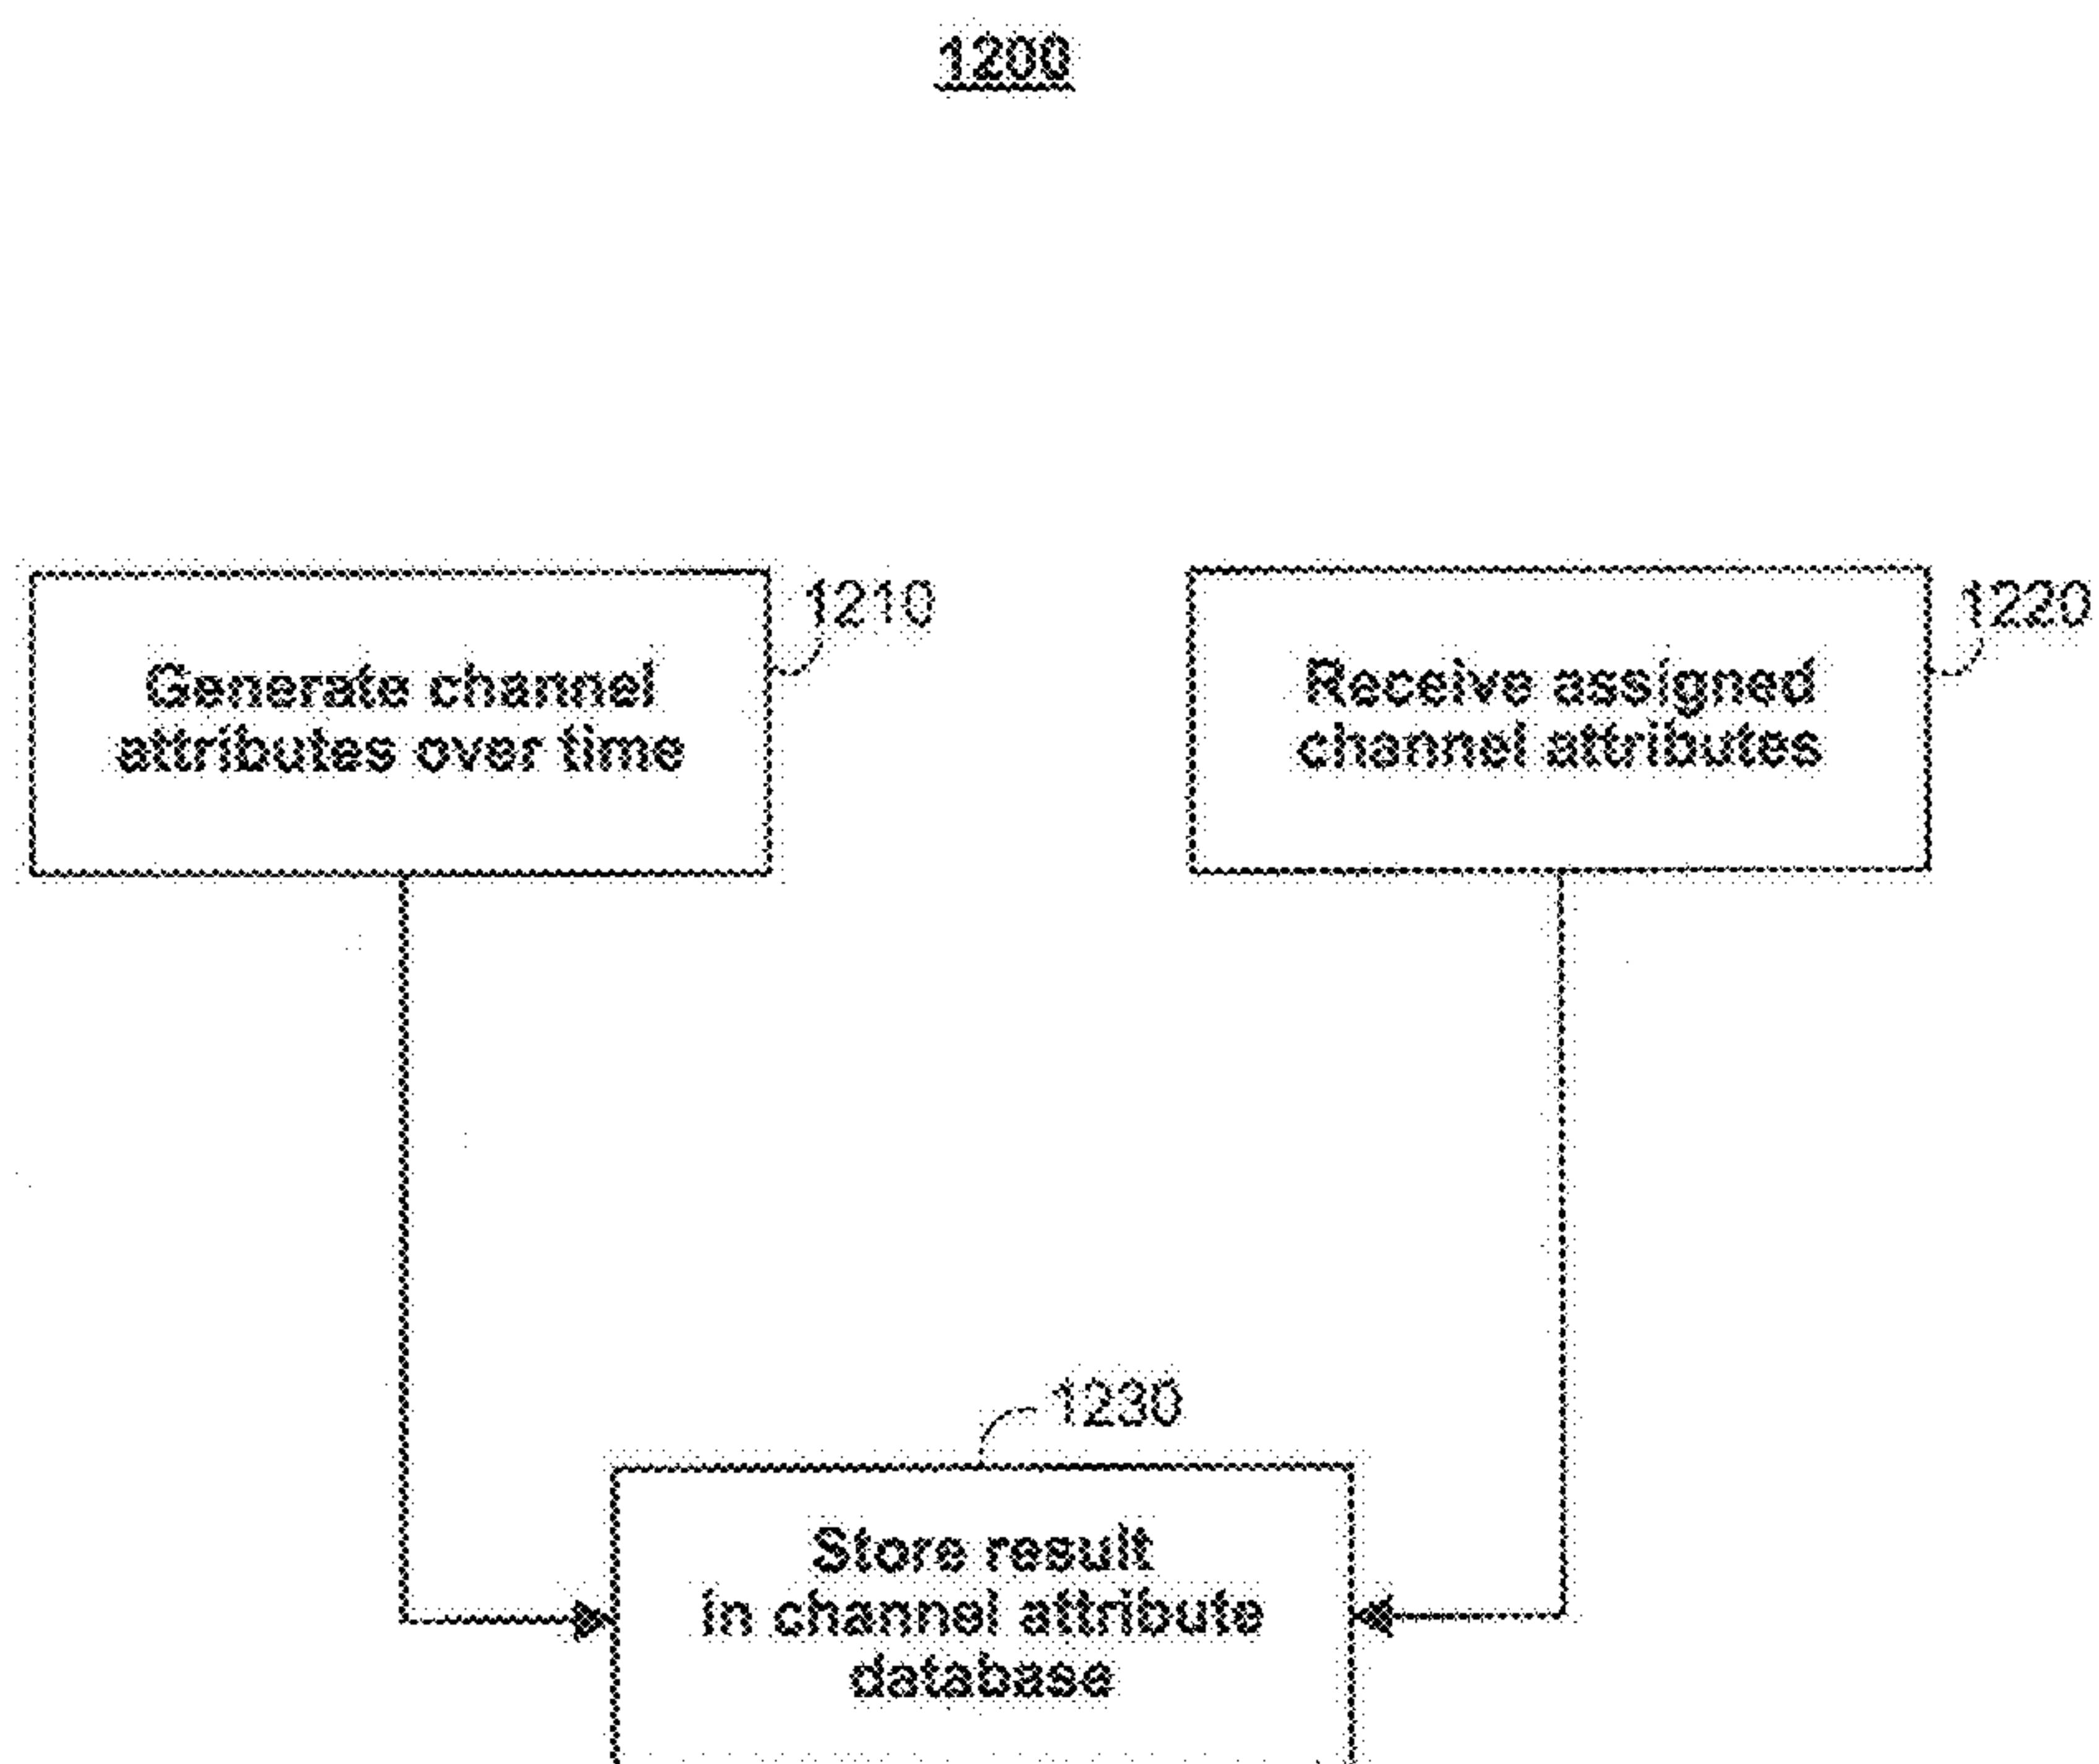 1200
1210
Generate channel
attributes over time
1220
Receive assigned
channel attributes
1230
Store result
in channel attribute
database